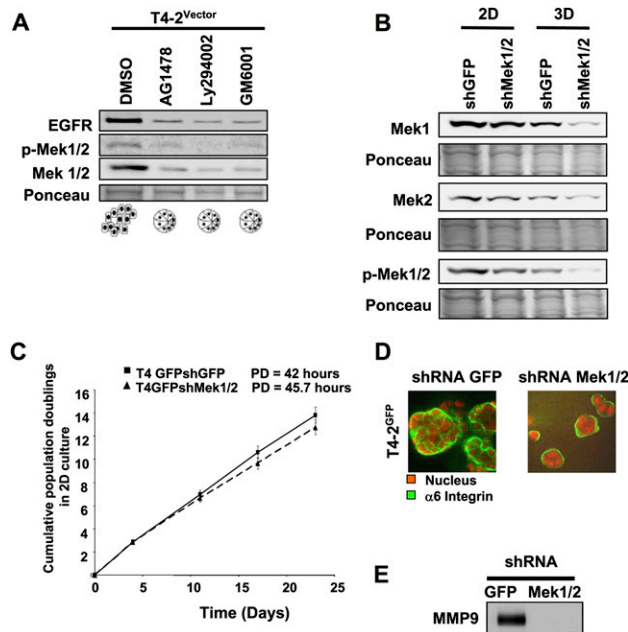 A
T4-2Vector
DMSO
AG1478
Ly294002
GM6001
EGFR
p-Mek1/2
Mek 1/2
Ponceau
B
2D 3D
shGFP
shMek1/2
shGFP
shMek1/2
Mek1
Ponceau
Mek2
Ponceau
p-Mek1/2
Ponceau
C
T4 GFPshGFP PD = 42 hours
T4GFPshMek1/2 PD = 45.7 hours
Cumulative population doublings
in 2D culture
16
14
12
10
8
6
4
2
0 5 10 15 20 25
Time (Days)
D
shRNA GFP shRNA Mek1/2
T4-2GFP
Nucleus
α6 Integrin
E
shRNA
GFP Mek1/2
MMP9